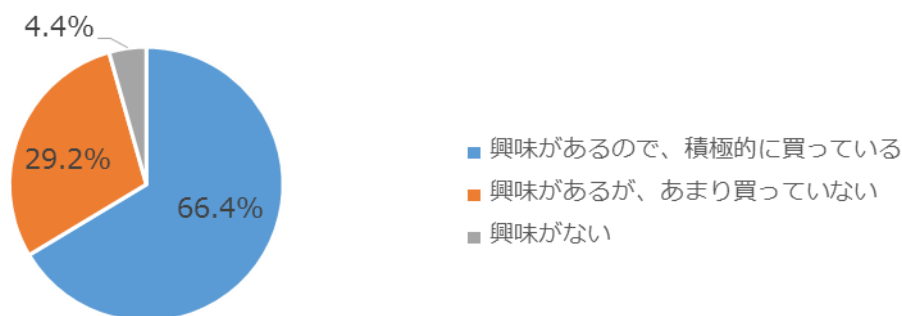 4.4%
29.2%
66.4%
興味があるので、積極的に買っている
興味があるが、あまり買っていない
興味がない